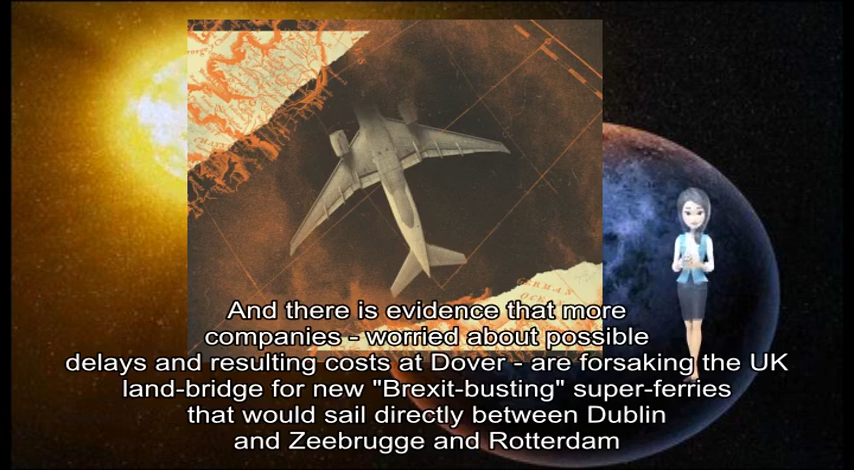 GERMAN
And there is evidence that more
companies - worried about possible
delays and resulting costs at Dover - are forsaking the UK
land-bridge for new "Brexit-busting" super-ferries
that would sail directly between Dublin
and Zeebrugge and Rotterdam